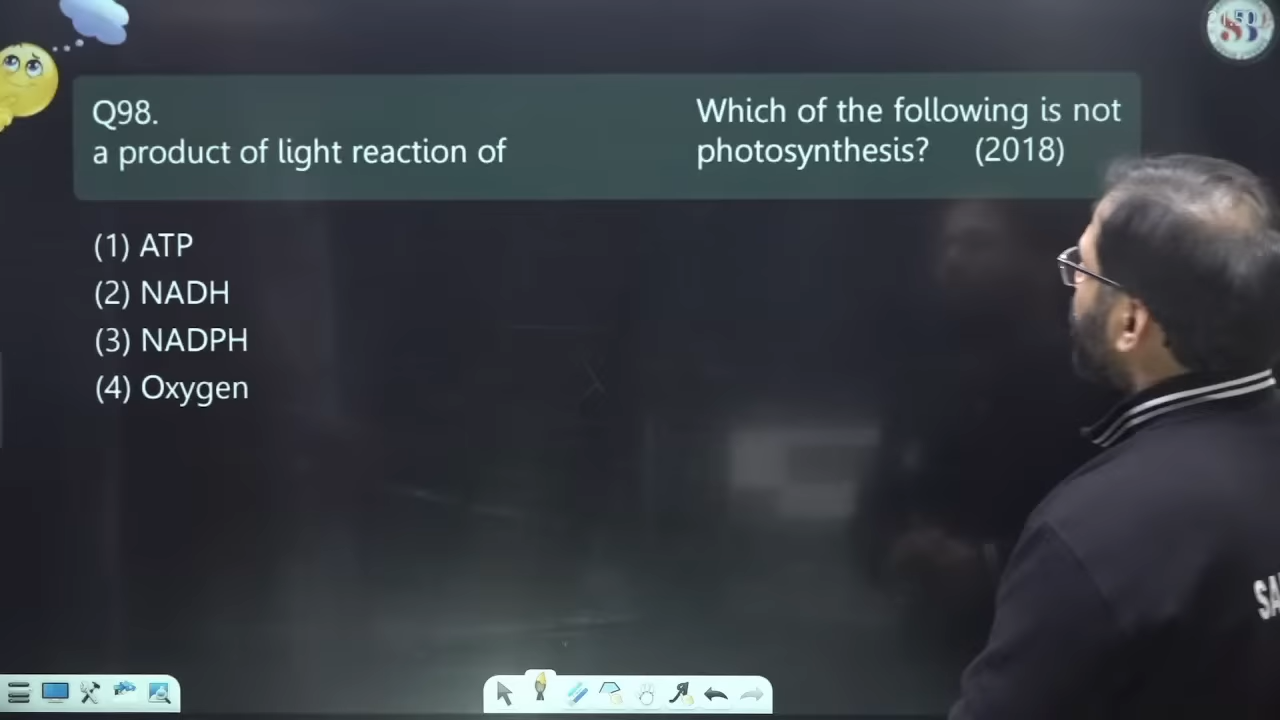 Q98. Which of the following is not
a product of light reaction of photosynthesis? (2018)
(1) ATP
(2) NADH
(3) NADPH
(4) Oxygen
SA